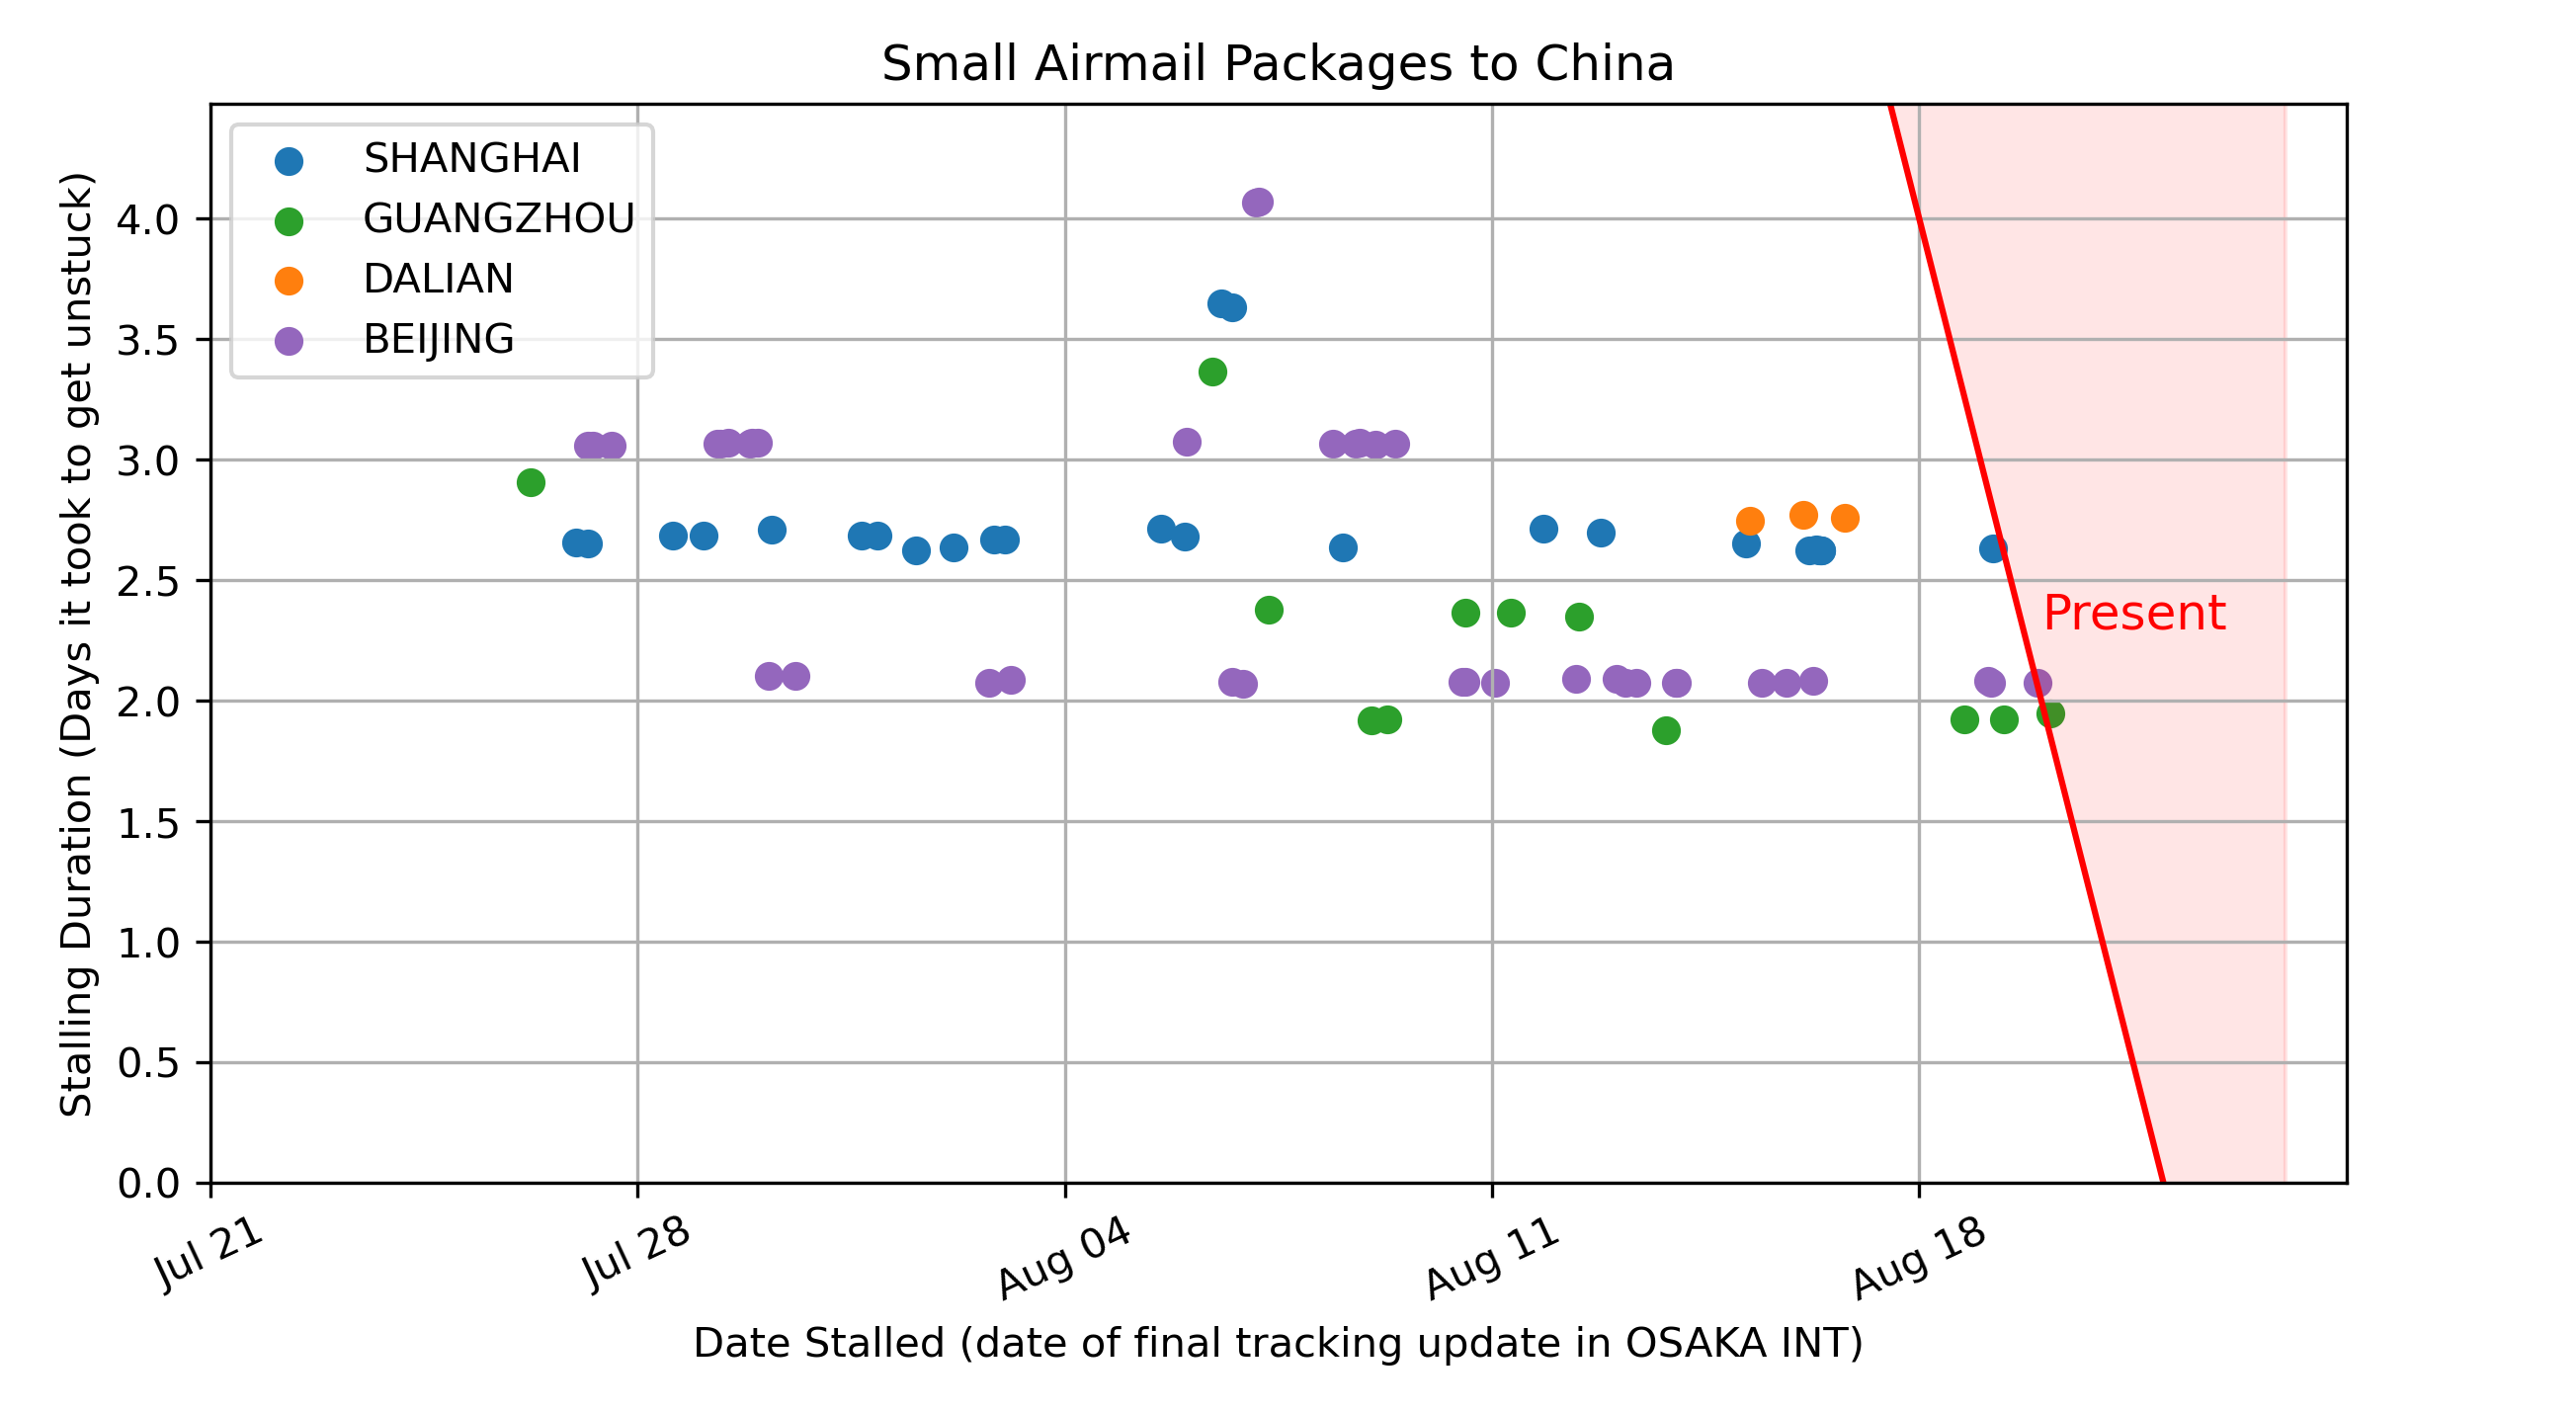 Small Airmail Packages to China
SHANGHAI
GUANGZHOU
DALIAN
BEIJING
Stalling Duration (Days it took to get unstuck)
4.0
3.5
3.0
2.5
2.0
1.5
1.0
0.5
0.0
Present
Jul 21
Jul 28
Aug 04
Aug 11
Aug 18
Date Stalled (date of final tracking update in OSAKA INT)